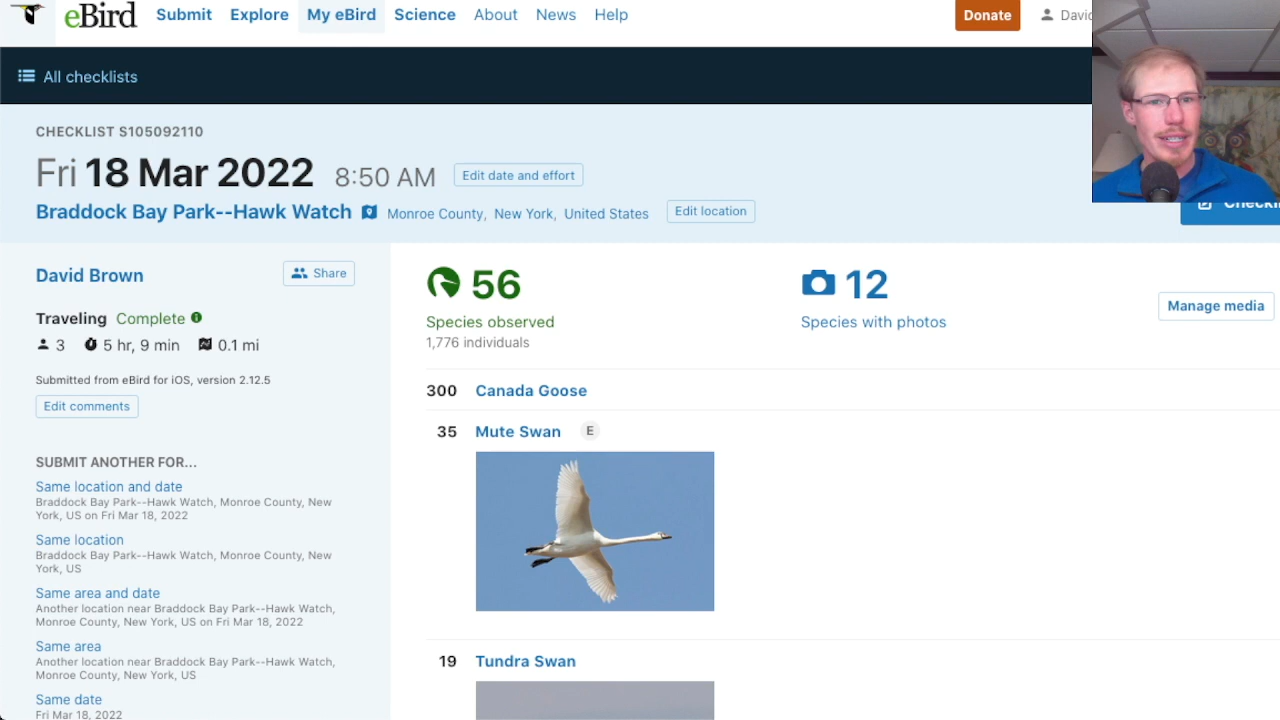 eBird Submit Explore My eBird Science About News Help Donate
All checklists
CHECKLIST S105092110
Fri 18 Mar 2022 8:50 AM Edit date and effort
Braddock Bay Park--Hawk Watch Monroe County, New York, United States Edit location
David Brown Share
Traveling Complete
3 5 hr, 9 min 0.1 mi
Submitted from eBird for iOS, version 2.12.5
Edit comments
SUBMIT ANOTHER FOR...
Same location and date
Braddock Bay Park--Hawk Watch, Monroe County, New
York, US on Fri Mar 18, 2022
Same location
Braddock Bay Park--Hawk Watch, Monroe County, New
York, US
Same area and date
Another location near Braddock Bay Park--Hawk Watch,
Monroe County, New York, US on Fri Mar 18, 2022
Same area
Another location near Braddock Bay Park--Hawk Watch,
Monroe County, New York, US
Same date
Fri Mar 18, 2022
56
Species observed
1,776 individuals
12
Species with photos
Manage media
300 Canada Goose
35 Mute Swan E
19 Tundra Swan